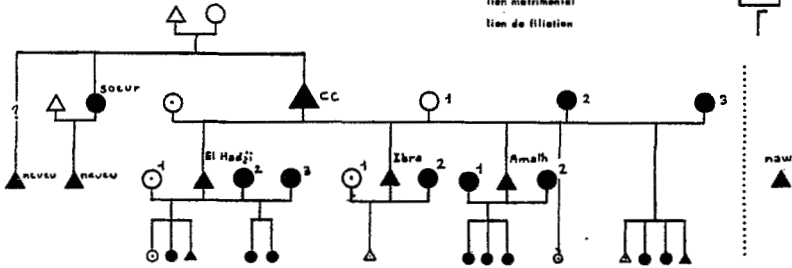 lien matrimonial
lien de filiation
?
soeur
CC
1
2
3
neveu
neveu
1
El Hadji
2
3
1
Ibra
2
1
Amath
2
naw